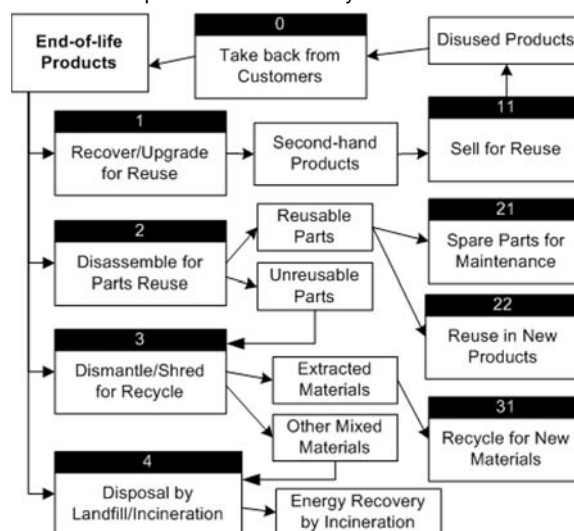 0
End-of-life
Products
Take back from
Customers
Disused Products
1
Recover/Upgrade
for Reuse
Second-hand
Products
11
Sell for Reuse
2
Disassemble for
Parts Reuse
Reusable
Parts
Unreusable
Parts
21
Spare Parts for
Maintenance
22
Reuse in New
Products
3
Dismantle/Shred
for Recycle
Extracted
Materials
Other Mixed
Materials
31
Recycle for New
Materials
4
Disposal by
Landfill/Incineration
Energy Recovery
by Incineration